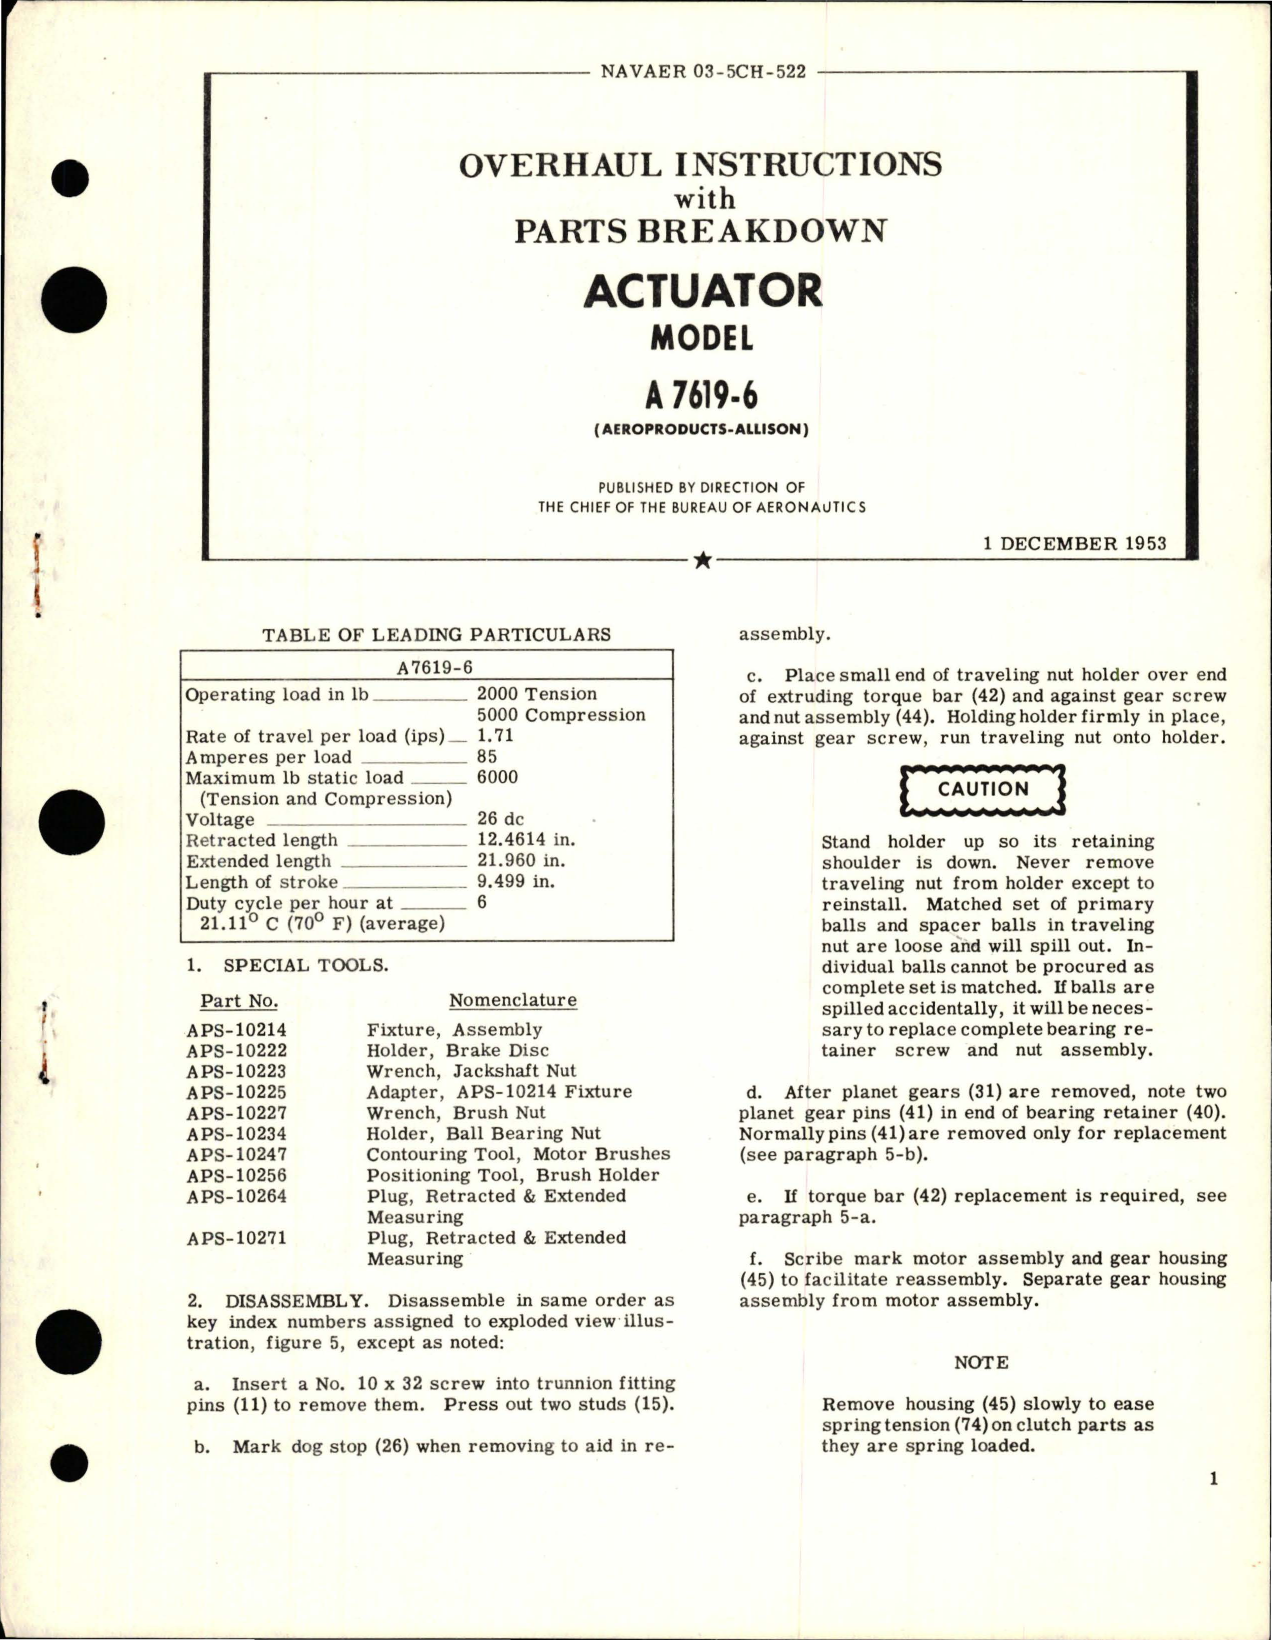 NAVAER 03-5CH-522
OVERHAUL INSTRUCTIONS
with
PARTS BREAKDOWN
ACTUATOR
MODEL
A 7619-6
(AEROPRODUCTS-ALLISON)
PUBLISHED BY DIRECTION OF
THE CHIEF OF THE BUREAU OF AERONAUTICS
1 DECEMBER 1953
TABLE OF LEADING PARTICULARS
A7619-6
Operating load in lb 2000 Tension
5000 Compression
Rate of travel per load (ips) 1.71
Amperes per load 85
Maximum lb static load 6000
(Tension and Compression)
Voltage 26 dc
Retracted length 12.4614 in.
Extended length 21.960 in.
Length of stroke 9.499 in.
Duty cycle per hour at 6
21.11° C (70° F) (average)
1. SPECIAL TOOLS.
Part No. Nomenclature
APS-10214 Fixture, Assembly
APS-10222 Holder, Brake Disc
APS-10223 Wrench, Jackshaft Nut
APS-10225 Adapter, APS-10214 Fixture
APS-10227 Wrench, Brush Nut
APS-10234 Holder, Ball Bearing Nut
APS-10247 Contouring Tool, Motor Brushes
APS-10256 Positioning Tool, Brush Holder
APS-10264 Plug, Retracted & Extended
Measuring
APS-10271 Plug, Retracted & Extended
Measuring
2. DISASSEMBLY. Disassemble in same order as
key index numbers assigned to exploded view illus-
tration, figure 5, except as noted:
a. Insert a No. 10 x 32 screw into trunnion fitting
pins (11) to remove them. Press out two studs (15).
b. Mark dog stop (26) when removing to aid in re-
assembly.
c. Place small end of traveling nut holder over end
of extruding torque bar (42) and against gear screw
and nut assembly (44). Holding holder firmly in place,
against gear screw, run traveling nut onto holder.
CAUTION
Stand holder up so its retaining
shoulder is down. Never remove
traveling nut from holder except to
reinstall. Matched set of primary
balls and spacer balls in traveling
nut are loose and will spill out. In-
dividual balls cannot be procured as
complete set is matched. If balls are
spilled accidentally, it will be neces-
sary to replace complete bearing re-
tainer screw and nut assembly.
d. After planet gears (31) are removed, note two
planet gear pins (41) in end of bearing retainer (40).
Normally pins (41) are removed only for replacement
(see paragraph 5-b).
e. If torque bar (42) replacement is required, see
paragraph 5-a.
f. Scribe mark motor assembly and gear housing
(45) to facilitate reassembly. Separate gear housing
assembly from motor assembly.
NOTE
Remove housing (45) slowly to ease
spring tension (74) on clutch parts as
they are spring loaded.
1